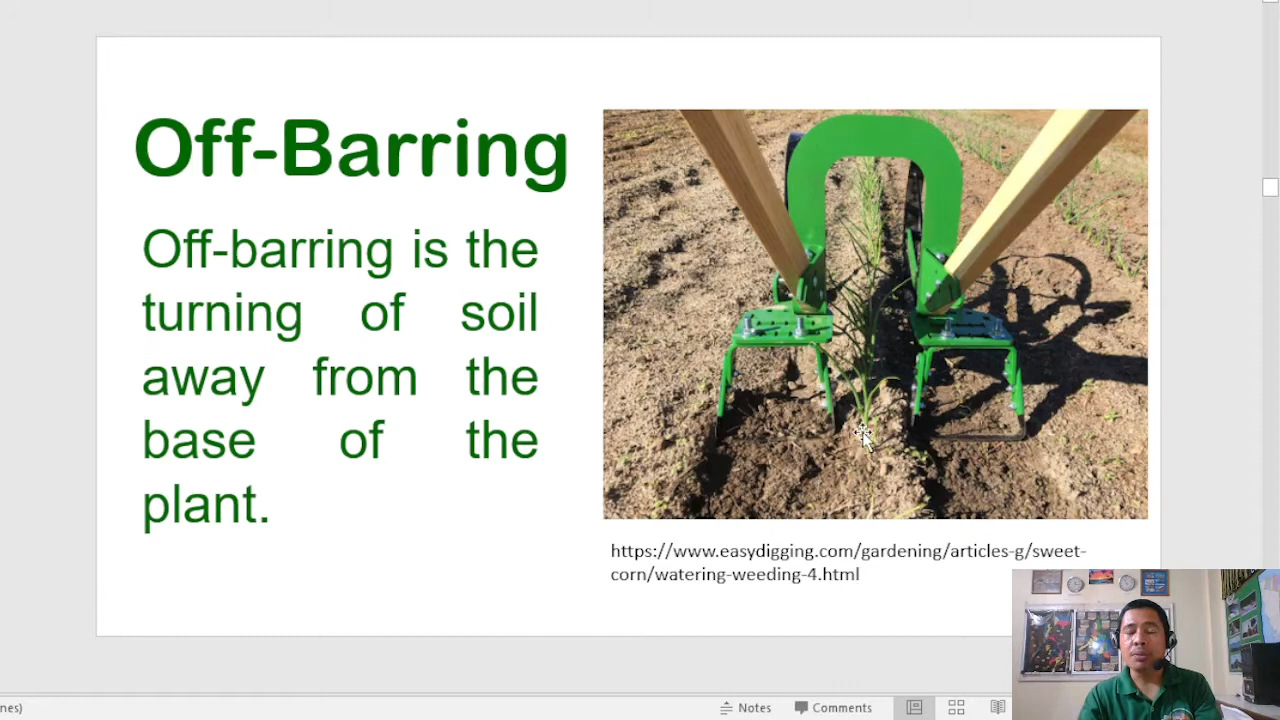 Off-Barring
Off-barring is the
turning of soil
away from the
base of the
plant.
https://www.easydigging.com/gardening/articles-g/sweet-
corn/watering-weeding-4.html
nes)
Notes
Comments